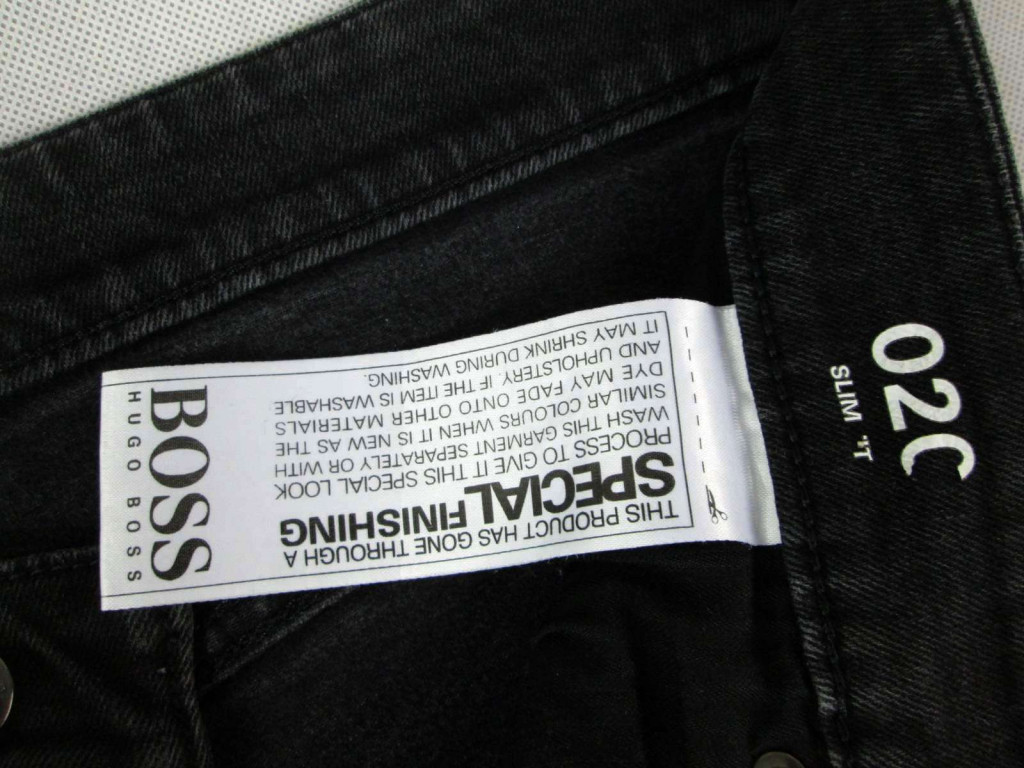 THIS PRODUCT HAS GONE THROUGH A
SPECIAL FINISHING
PROCESS TO GIVE IT THIS SPECIAL LOOK
WASH THIS GARMENT SEPARATELY OR WITH
SIMILAR COLOURS WHEN IT IS NEW AS THE
DYE MAY FADE ONTO OTHER MATERIALS
AND UPHOLSTERY. IF THE ITEM IS WASHABLE
IT MAY SHRINK DURING WASHING.
BOSS
HUGO BOSS
02C
SLIM